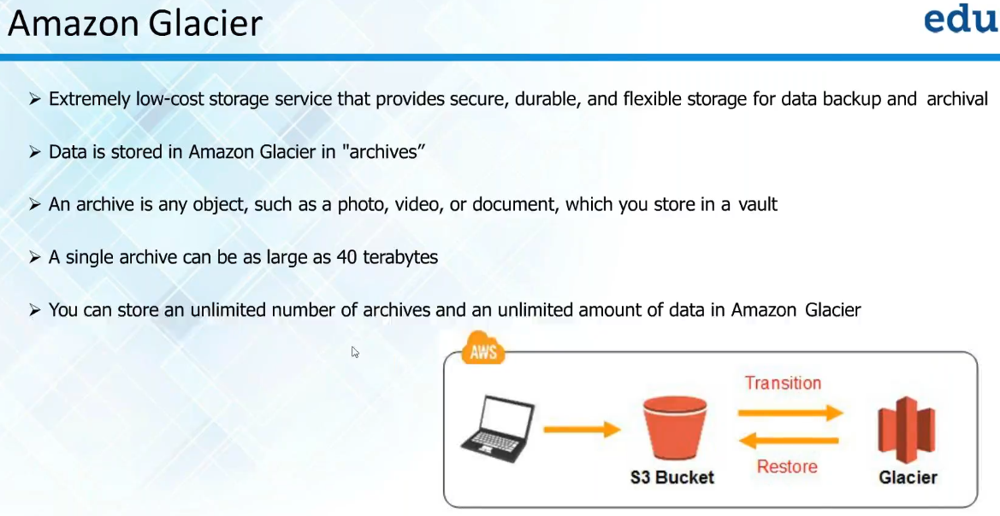 Amazon Glacier
edu
➢ Extremely low-cost storage service that provides secure, durable, and flexible storage for data backup and archival
➢ Data is stored in Amazon Glacier in "archives”
➢ An archive is any object, such as a photo, video, or document, which you store in a vault
➢ A single archive can be as large as 40 terabytes
➢ You can store an unlimited number of archives and an unlimited amount of data in Amazon Glacier
AWS
Transition
Restore
S3 Bucket
Glacier